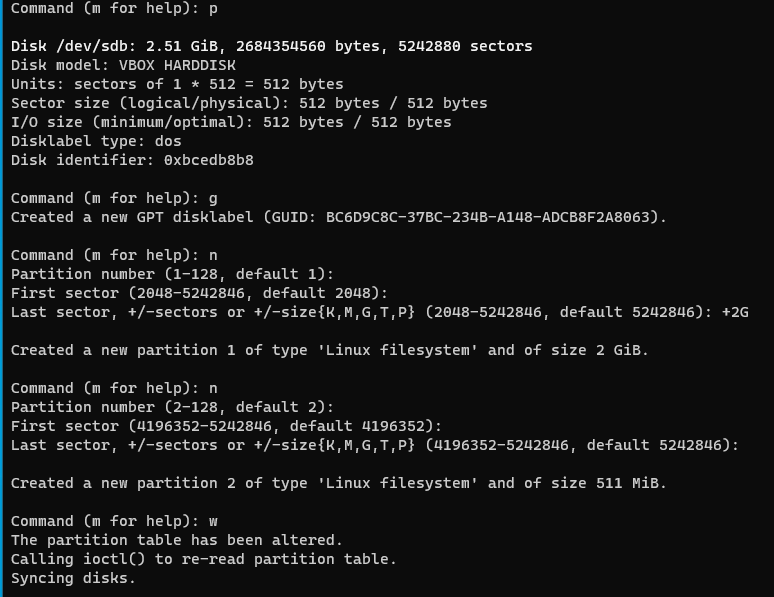 Command (m for help): p
Disk /dev/sdb: 2.51 GiB, 2684354560 bytes, 5242880 sectors
Disk model: VBOX HARDDISK
Units: sectors of 1 * 512 = 512 bytes
Sector size (logical/physical): 512 bytes / 512 bytes
I/O size (minimum/optimal): 512 bytes / 512 bytes
Disklabel type: dos
Disk identifier: 0xbcedb8b8
Command (m for help): g
Created a new GPT disklabel (GUID: BC6D9C8C-37BC-234B-A148-ADCB8F2A8063).
Command (m for help): n
Partition number (1-128, default 1):
First sector (2048-5242846, default 2048):
Last sector, +/-sectors or +/-size{K,M,G,T,P} (2048-5242846, default 5242846): +2G
Created a new partition 1 of type 'Linux filesystem' and of size 2 GiB.
Command (m for help): n
Partition number (2-128, default 2):
First sector (4196352-5242846, default 4196352):
Last sector, +/-sectors or +/-size{K,M,G,T,P} (4196352-5242846, default 5242846):
Created a new partition 2 of type 'Linux filesystem' and of size 511 MiB.
Command (m for help): w
The partition table has been altered.
Calling ioctl() to re-read partition table.
Syncing disks.